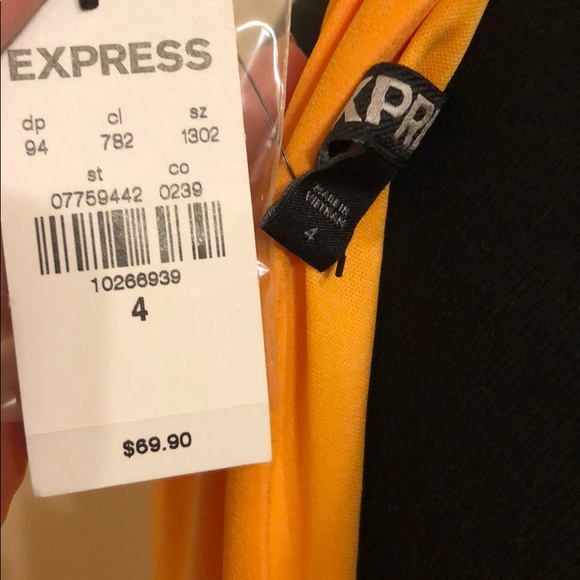 EXPRESS
dp cl sz
94 782 1302
st co
07759442 0239
10266939
4
$69.90
XPR
MADE IN
VIETNAM
4